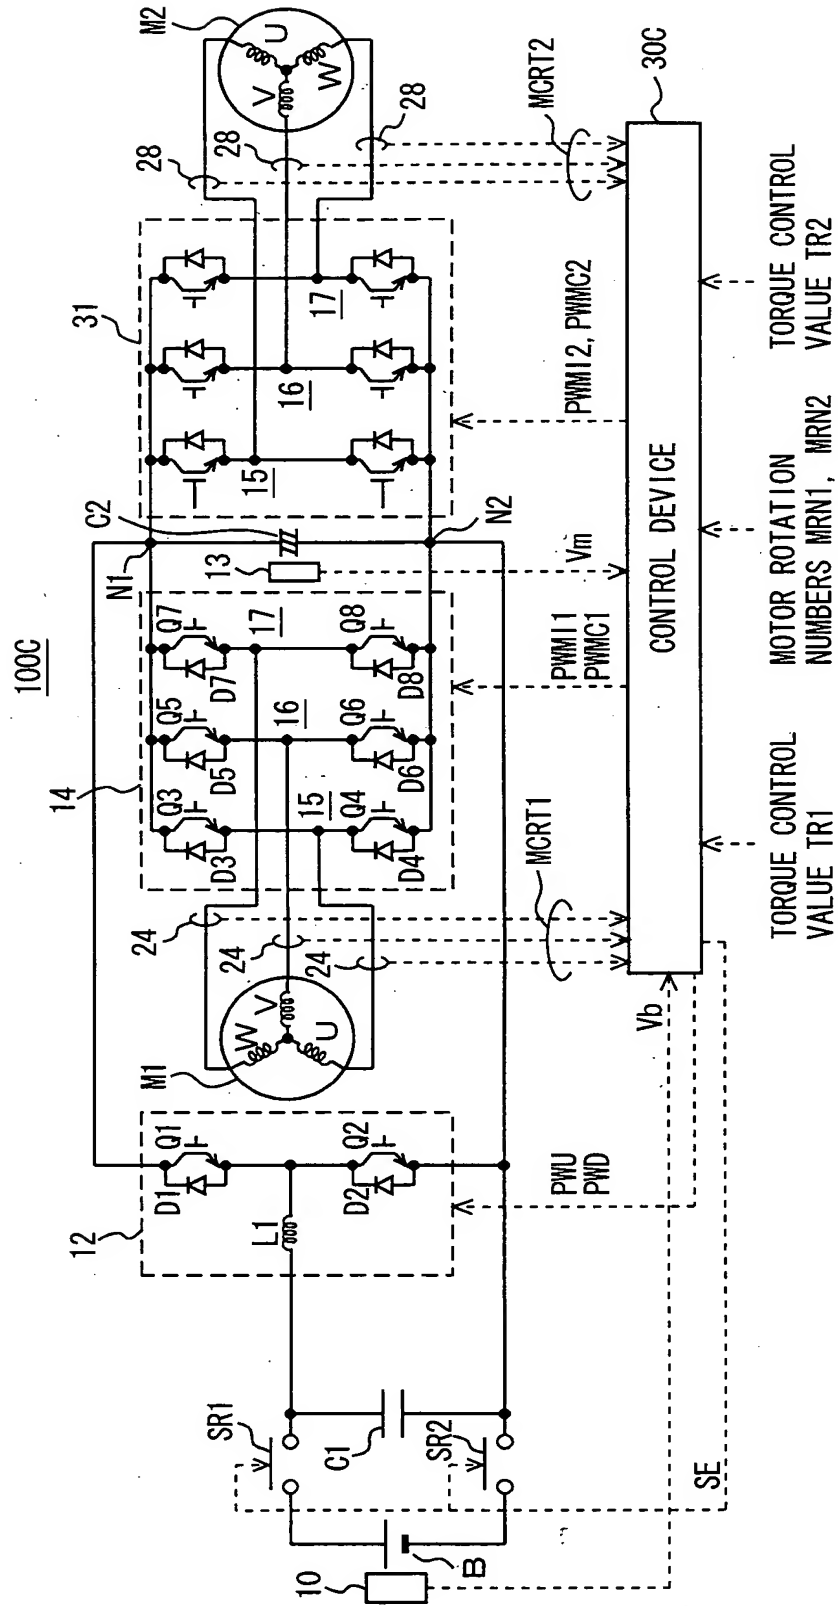 100C
10
B
SR1
SR2
C1
SE
12
L1
D1
Q1
D2
Q2
PWU
PWD
Vb
M1
W
V
U
24
24
24
MCRT1
14
Q3
D3
Q5
D5
Q7
D7
15
16
17
Q4
D4
Q6
D6
Q8
D8
PWMI1
PWMC1
N1
13
C2
Vm
N2
31
15
16
17
PWMI2, PWMC2
28
28
28
MCRT2
M2
U
V
W
30C
CONTROL DEVICE
TORQUE CONTROL
VALUE TR1
MOTOR ROTATION
NUMBERS MRN1, MRN2
TORQUE CONTROL
VALUE TR2